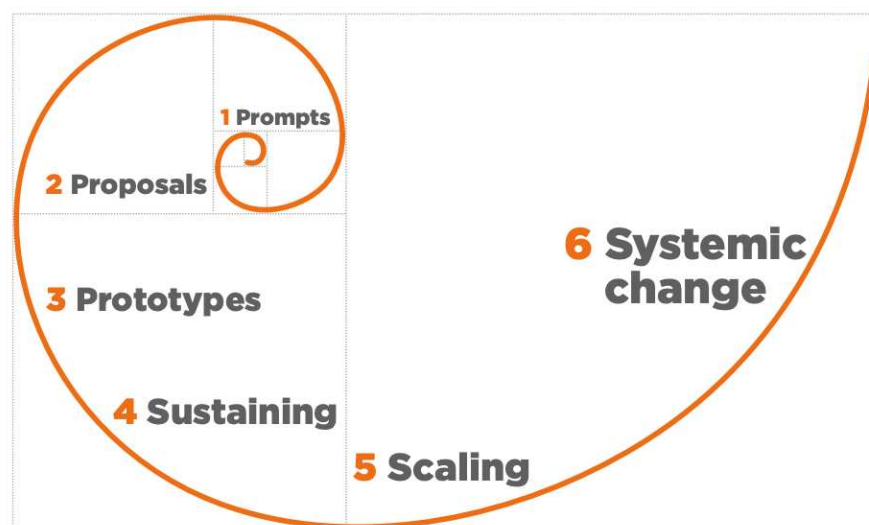 1 Prompts
2 Proposals
3 Prototypes
4 Sustaining
5 Scaling
6 Systemic
change